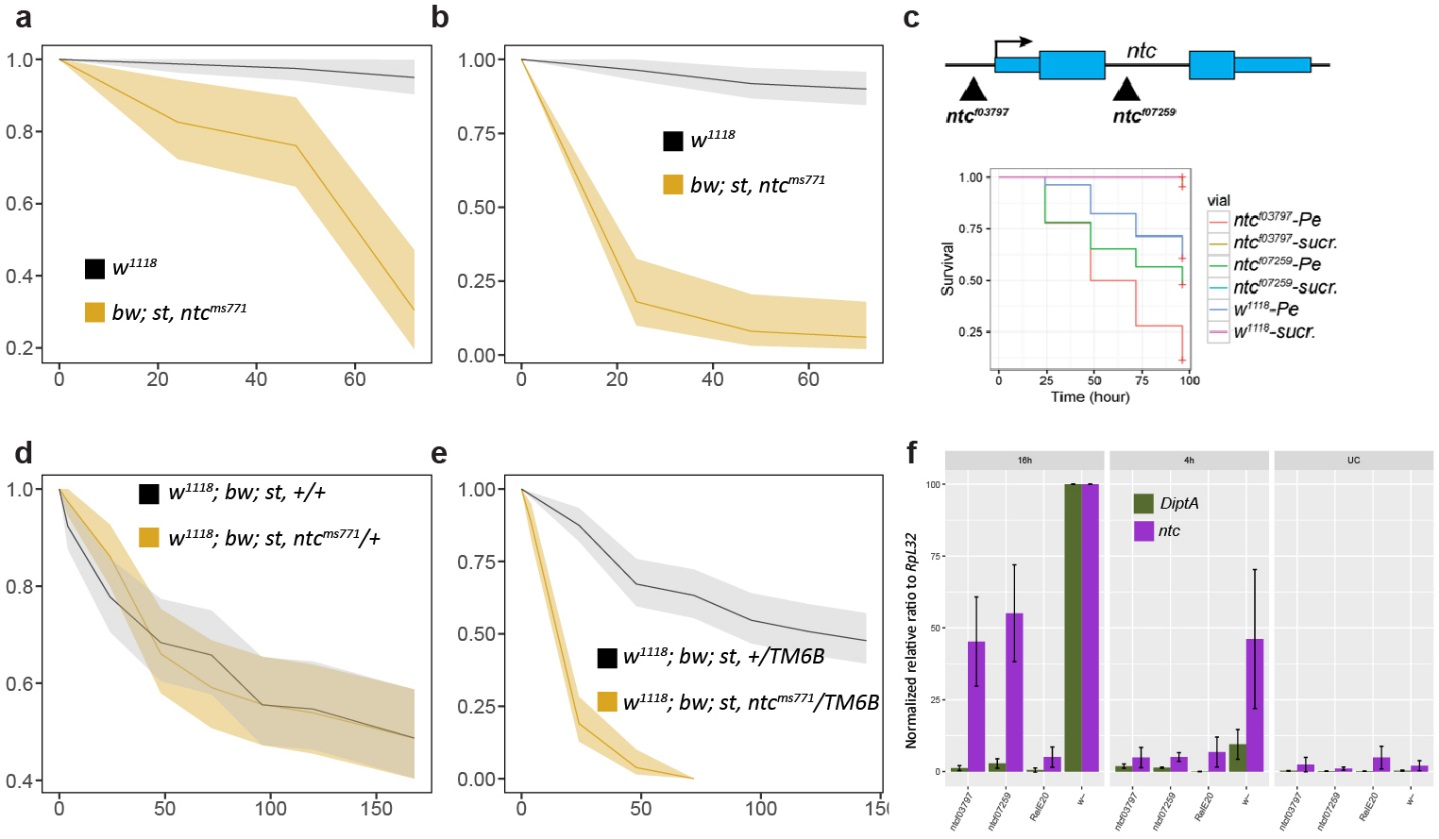 a
1.0
0.8
0.6
0.4
0.2
0
20
40
60
w1118
bw; st, ntcms771
b
1.00
0.75
0.50
0.25
0.00
0
20
40
60
w1118
bw; st, ntcms771
c
ntc
ntcf03797
ntcf07259
1.00
0.75
0.50
0.25
Survival
0
25
50
75
100
Time (hour)
vial
ntcf03797-Pe
ntcf03797-sucr.
ntcf07259-Pe
ntcf07259-sucr.
w1118-Pe
w1118-sucr.
d
1.0
0.8
0.6
0.4
0
50
100
150
w1118; bw; st, +/+
w1118; bw; st, ntcms771/+
e
1.00
0.75
0.50
0.25
0.00
0
50
100
150
w1118; bw; st, +/TM6B
w1118; bw; st, ntcms771/TM6B
f
16h
4h
UC
Normalized relative ratio to RpL32
100
75
50
25
0
DiptA
ntc
ntcf03797
ntcf07259
RelE20
w--
ntcf03797
ntcf07259
RelE20
w--
ntcf03797
ntcf07259
RelE20
w--